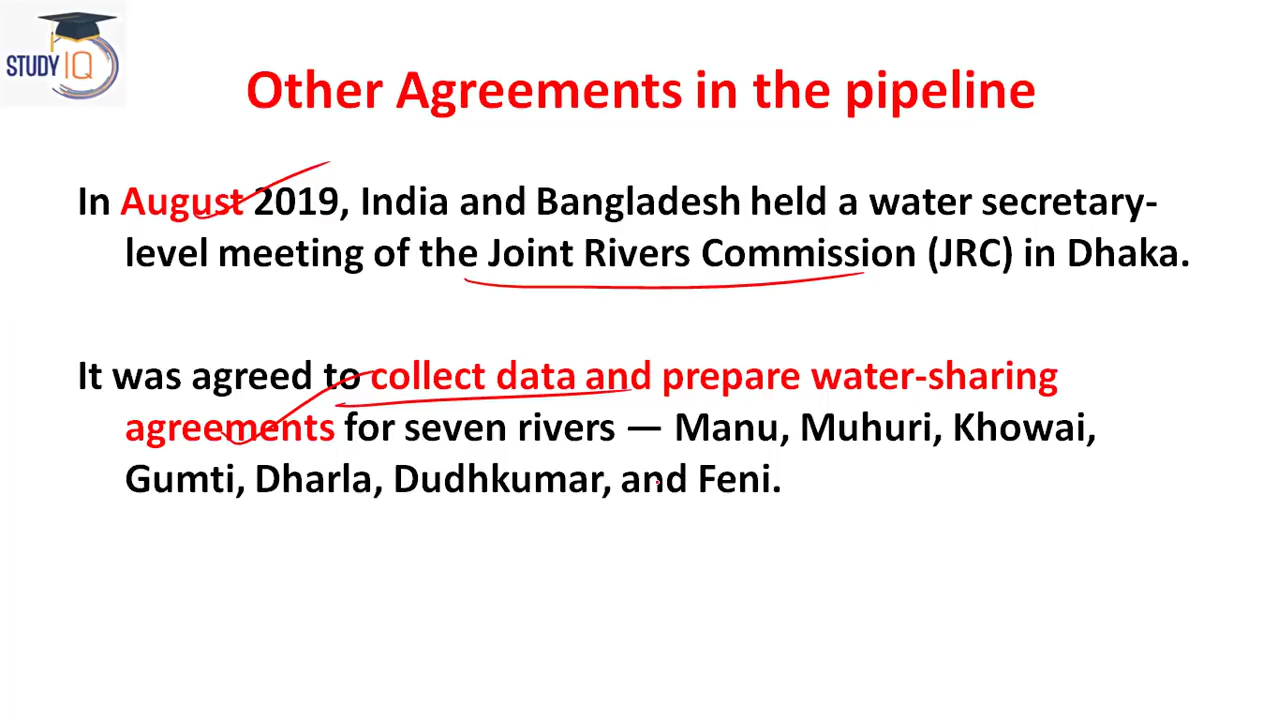 STUDY IQ
Other Agreements in the pipeline
In August 2019, India and Bangladesh held a water secretary-
level meeting of the Joint Rivers Commission (JRC) in Dhaka.
It was agreed to collect data and prepare water-sharing
agreements for seven rivers — Manu, Muhuri, Khowai,
Gumti, Dharla, Dudhkumar, and Feni.